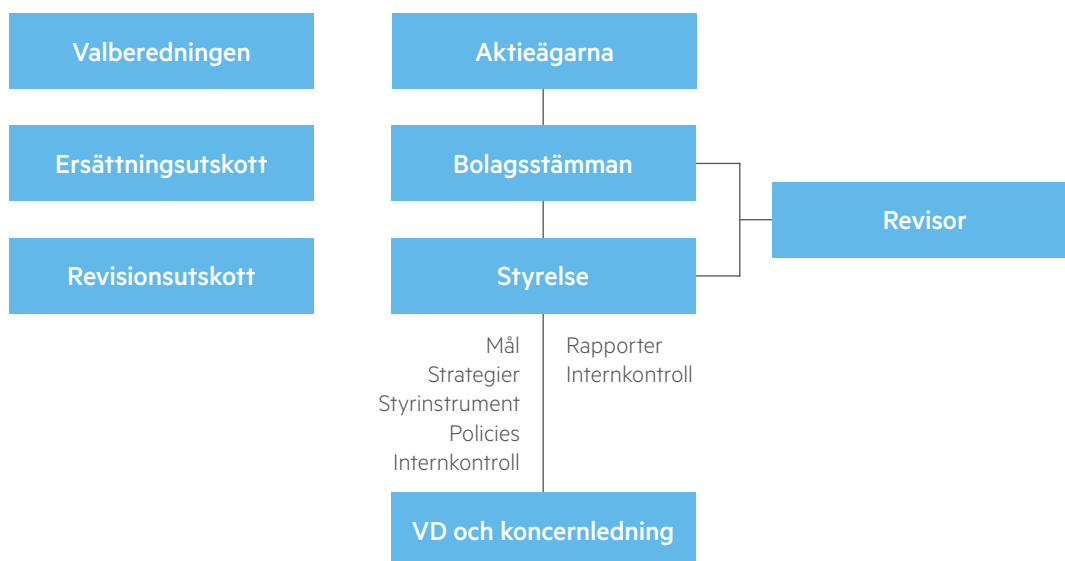 Valberedningen
Aktieägarna
Ersättningsutskott
Bolagsstämman
Revisor
Revisionsutskott
Styrelse
Mål
Strategier
Styrinstrument
Policies
Internkontroll
Rapporter
Internkontroll
VD och koncernledning